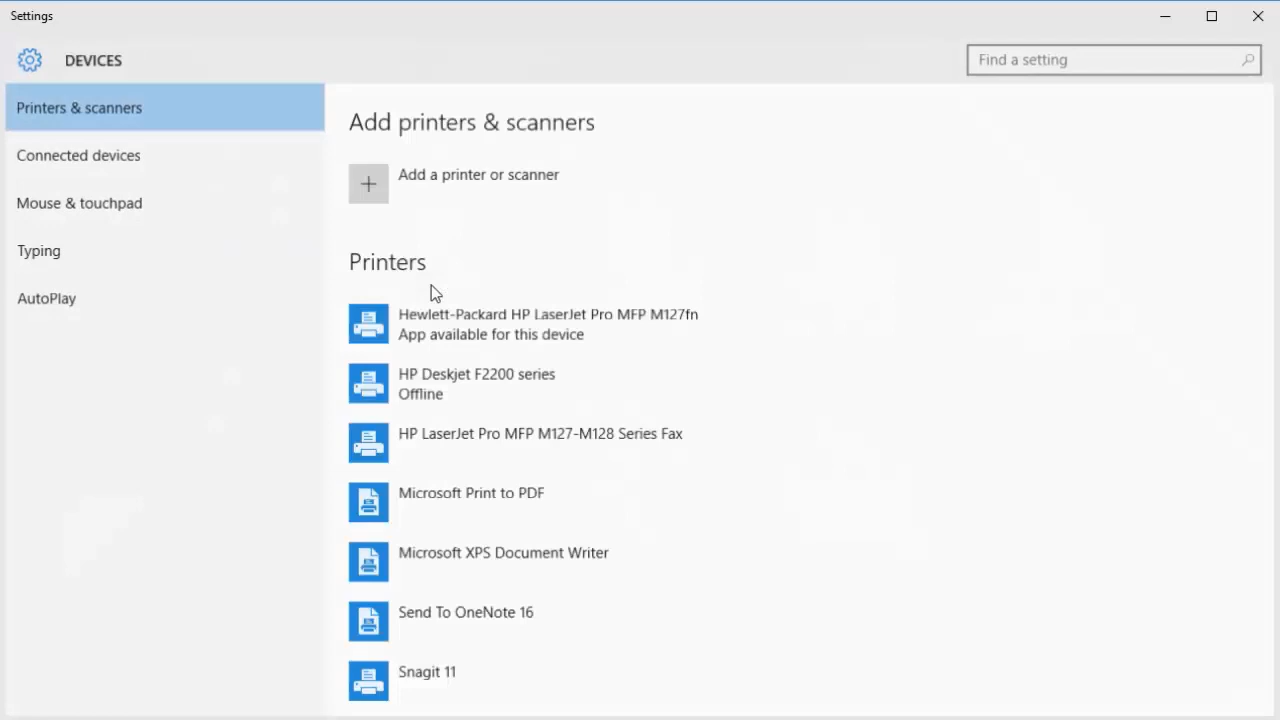 Settings
DEVICES
Find a setting
Printers & scanners
Connected devices
Mouse & touchpad
Typing
AutoPlay
Add printers & scanners
Add a printer or scanner
Printers
Hewlett-Packard HP LaserJet Pro MFP M127fn
App available for this device
HP Deskjet F2200 series
Offline
HP LaserJet Pro MFP M127-M128 Series Fax
Microsoft Print to PDF
Microsoft XPS Document Writer
Send To OneNote 16
Snagit 11